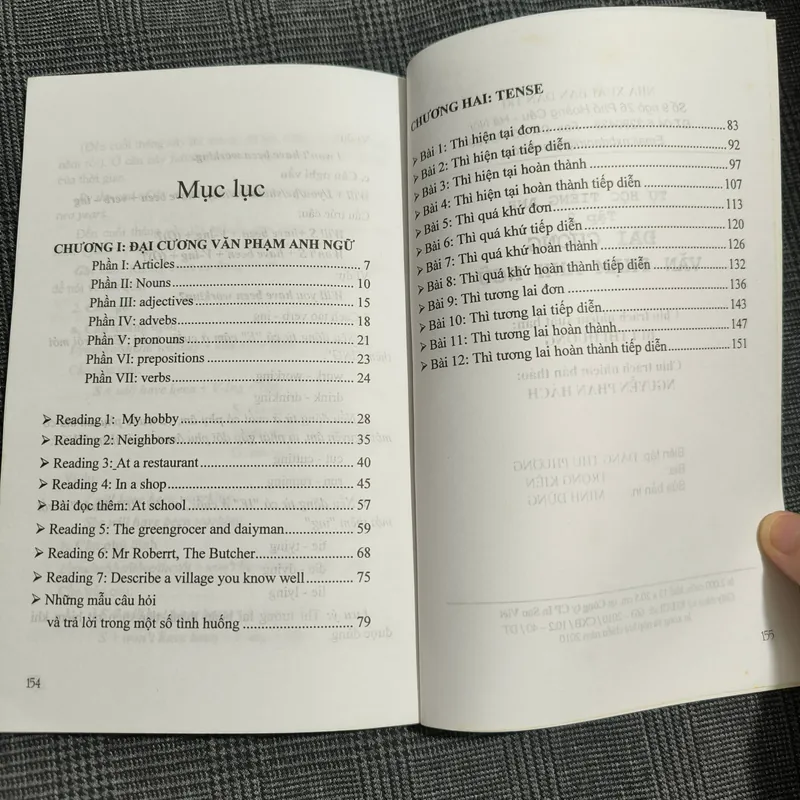 Mục lục
CHƯƠNG I: ĐẠI CƯƠNG VĂN PHẠM ANH NGỮ
Phần I: Articles 7
Phần II: Nouns 10
Phần III: adjectives 15
Phần IV: advebs 18
Phần V: pronouns 21
Phần VI: prepositions 23
Phần VII: verbs 24
➢ Reading 1: My hobby 28
➢ Reading 2: Neighbors 35
➢ Reading 3: At a restaurant 40
➢ Reading 4: In a shop 45
➢ Bài đọc thêm: At school 57
➢ Reading 5: The greengrocer and daiyman 59
➢ Reading 6: Mr Roberrt, The Butcher 68
➢ Reading 7: Describe a village you know well 75
➢ Những mẫu câu hỏi
và trả lời trong một số tình huống 79
154
CHƯƠNG HAI: TENSE
➢ Bài 1: Thì hiện tại đơn 83
➢ Bài 2: Thì hiện tại tiếp diễn 92
➢ Bài 3: Thì hiện tại hoàn thành 97
➢ Bài 4: Thì hiện tại hoàn thành tiếp diễn 107
➢ Bài 5: Thì quá khứ đơn 113
➢ Bài 6: Thì quá khứ tiếp diễn 120
➢ Bài 7: Thì quá khứ hoàn thành 126
➢ Bài 8: Thì quá khứ hoàn thành tiếp diễn 132
➢ Bài 9: Thì tương lai đơn 136
➢ Bài 10: Thì tương lai tiếp diễn 143
➢ Bài 11: Thì tương lai hoàn thành 147
➢ Bài 12: Thì tương lai hoàn thành tiếp diễn 151
155